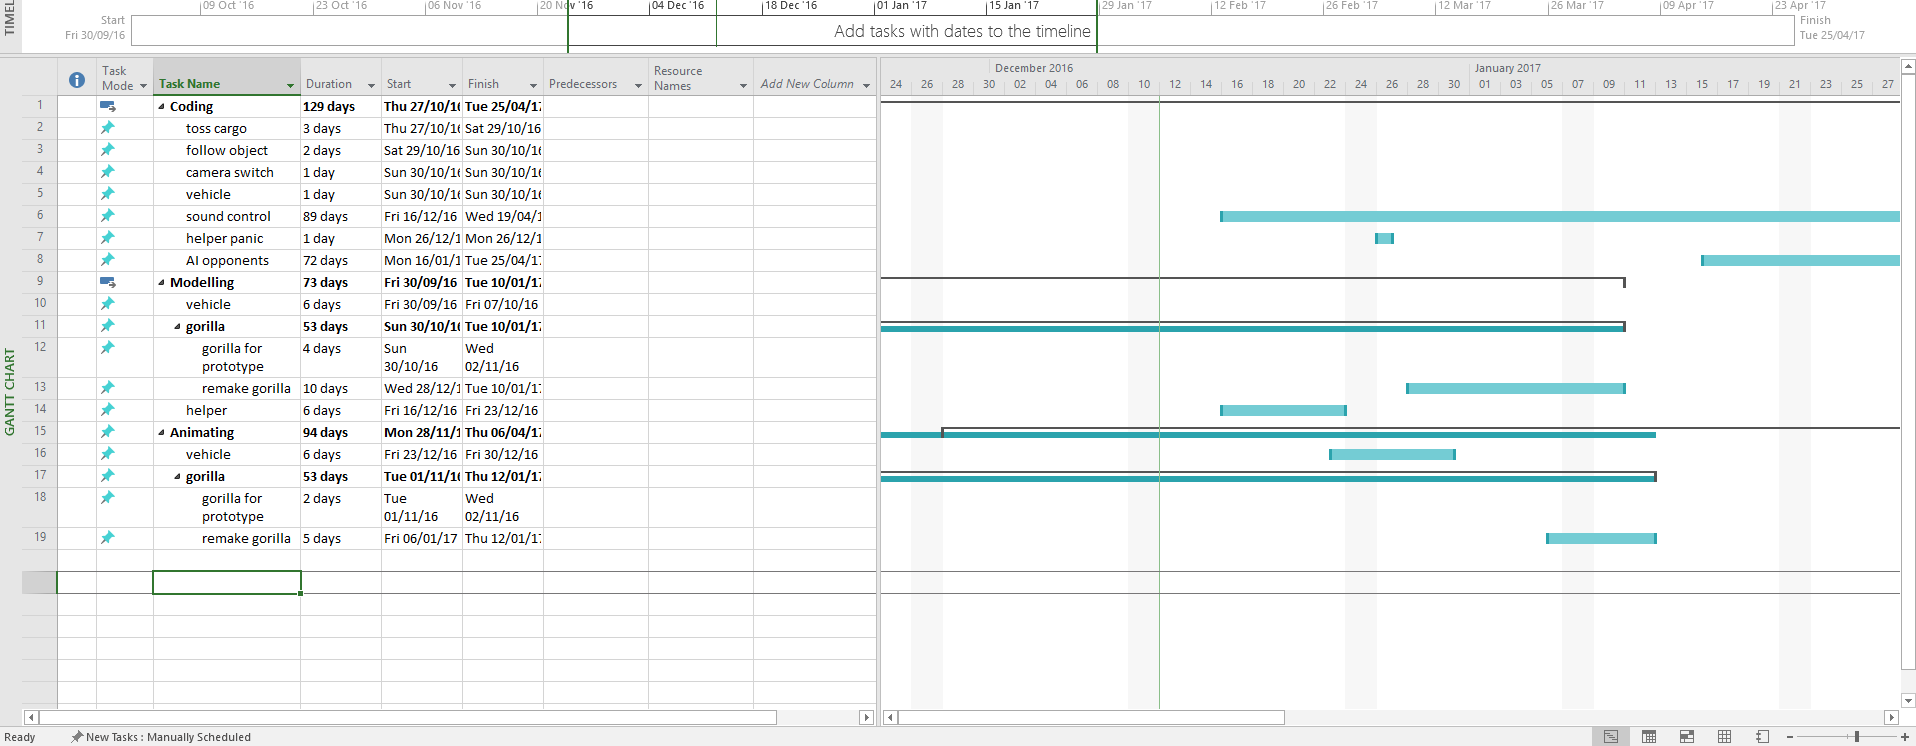 TIMEL
09 Oct '16 23 Oct '16 06 Nov '16 20 Nov '16 04 Dec '16 18 Dec '16 01 Jan '17 15 Jan '17 29 Jan '17 12 Feb '17 26 Feb '17 12 Mar '17 26 Mar '17 09 Apr '17 23 Apr '17
Start
Fri 30/09/16
Add tasks with dates to the timeline
Finish
Tue 25/04/17
GANTT CHART
Task Mode Task Name Duration Start Finish Predecessors Resource Names Add New Column
December 2016 January 2017
24 26 28 30 02 04 06 08 10 12 14 16 18 20 22 24 26 28 30 01 03 05 07 09 11 13 15 17 19 21 23 25 27
1 Coding 129 days Thu 27/10/16 Tue 25/04/17
2 toss cargo 3 days Thu 27/10/16 Sat 29/10/16
3 follow object 2 days Sat 29/10/16 Sun 30/10/16
4 camera switch 1 day Sun 30/10/16 Sun 30/10/16
5 vehicle 1 day Sun 30/10/16 Sun 30/10/16
6 sound control 89 days Fri 16/12/16 Wed 19/04/1
7 helper panic 1 day Mon 26/12/1 Mon 26/12/1
8 AI opponents 72 days Mon 16/01/1 Tue 25/04/17
9 Modelling 73 days Fri 30/09/16 Tue 10/01/17
10 vehicle 6 days Fri 30/09/16 Fri 07/10/16
11 gorilla 53 days Sun 30/10/16 Tue 10/01/17
12 gorilla for 4 days Sun Wed
prototype 30/10/16 02/11/16
13 remake gorilla 10 days Wed 28/12/1 Tue 10/01/17
14 helper 6 days Fri 16/12/16 Fri 23/12/16
15 Animating 94 days Mon 28/11/1 Thu 06/04/17
16 vehicle 6 days Fri 23/12/16 Fri 30/12/16
17 gorilla 53 days Tue 01/11/16 Thu 12/01/17
18 gorilla for 2 days Tue Wed
prototype 01/11/16 02/11/16
19 remake gorilla 5 days Fri 06/01/17 Thu 12/01/17
Ready New Tasks : Manually Scheduled